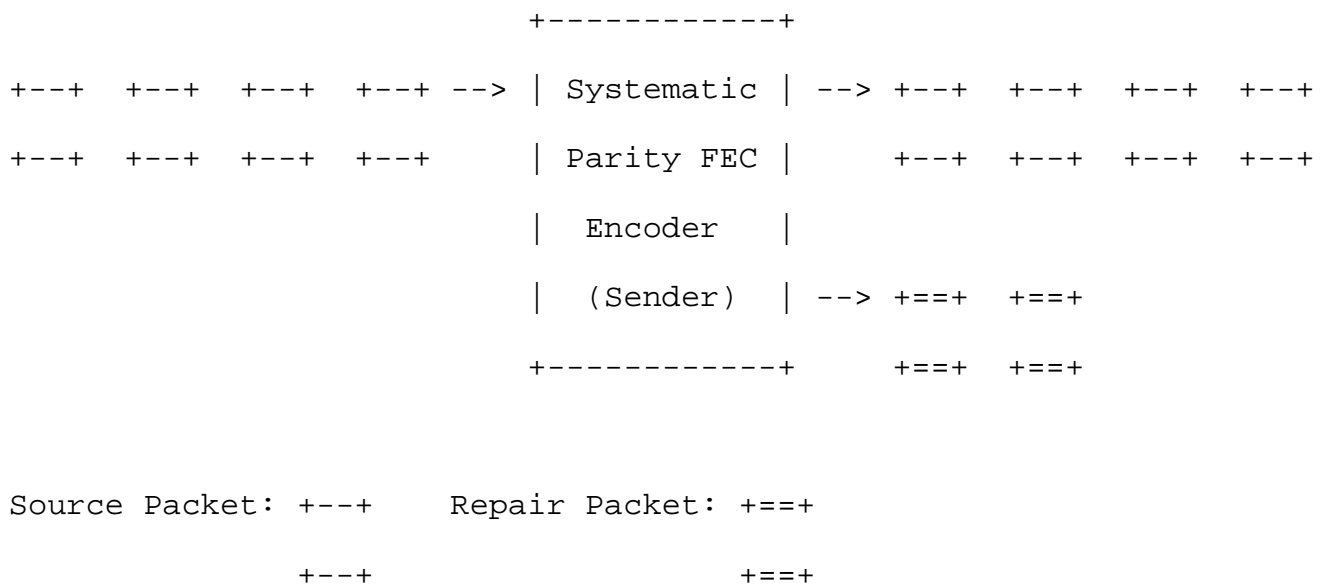 +------------+
+--+  +--+  +--+  +--+ --> | Systematic | --> +--+  +--+  +--+  +--+
+--+  +--+  +--+  +--+     | Parity FEC |     +--+  +--+  +--+  +--+
                           |  Encoder   |
                           |  (Sender)  | --> +==+  +==+
                           +------------+     +==+  +==+
Source Packet: +--+    Repair Packet: +==+
               +--+                   +==+